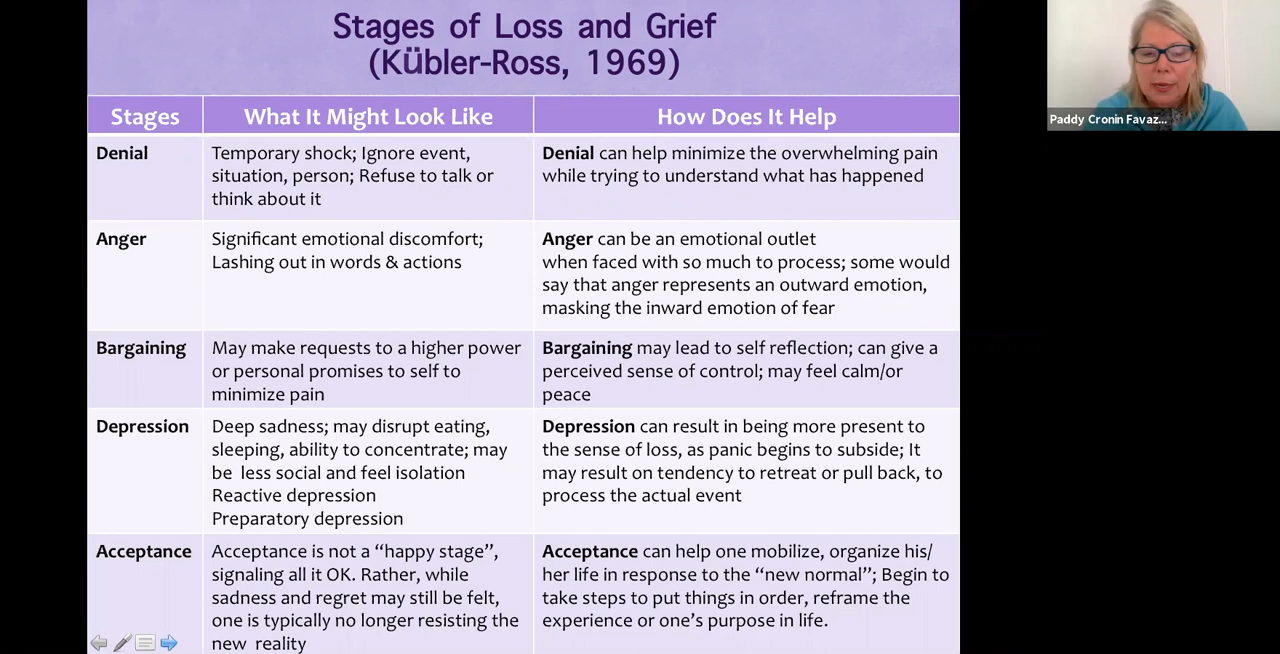 Stages of Loss and Grief
(Kübler-Ross, 1969)
Stages
What It Might Look Like
How Does It Help
Denial
Temporary shock; Ignore event,
situation, person; Refuse to talk or
think about it
Denial can help minimize the overwhelming pain
while trying to understand what has happened
Anger
Significant emotional discomfort;
Lashing out in words & actions
Anger can be an emotional outlet
when faced with so much to process; some would
say that anger represents an outward emotion,
masking the inward emotion of fear
Bargaining
May make requests to a higher power
or personal promises to self to
minimize pain
Bargaining may lead to self reflection; can give a
perceived sense of control; may feel calm/or
peace
Depression
Deep sadness; may disrupt eating,
sleeping, ability to concentrate; may
be less social and feel isolation
Reactive depression
Preparatory depression
Depression can result in being more present to
the sense of loss, as panic begins to subside; It
may result on tendency to retreat or pull back, to
process the actual event
Acceptance
Acceptance is not a “happy stage”,
signaling all it OK. Rather, while
sadness and regret may still be felt,
one is typically no longer resisting the
new reality
Acceptance can help one mobilize, organize his/
her life in response to the “new normal”; Begin to
take steps to put things in order, reframe the
experience or one’s purpose in life.
Paddy Cronin Favaz...